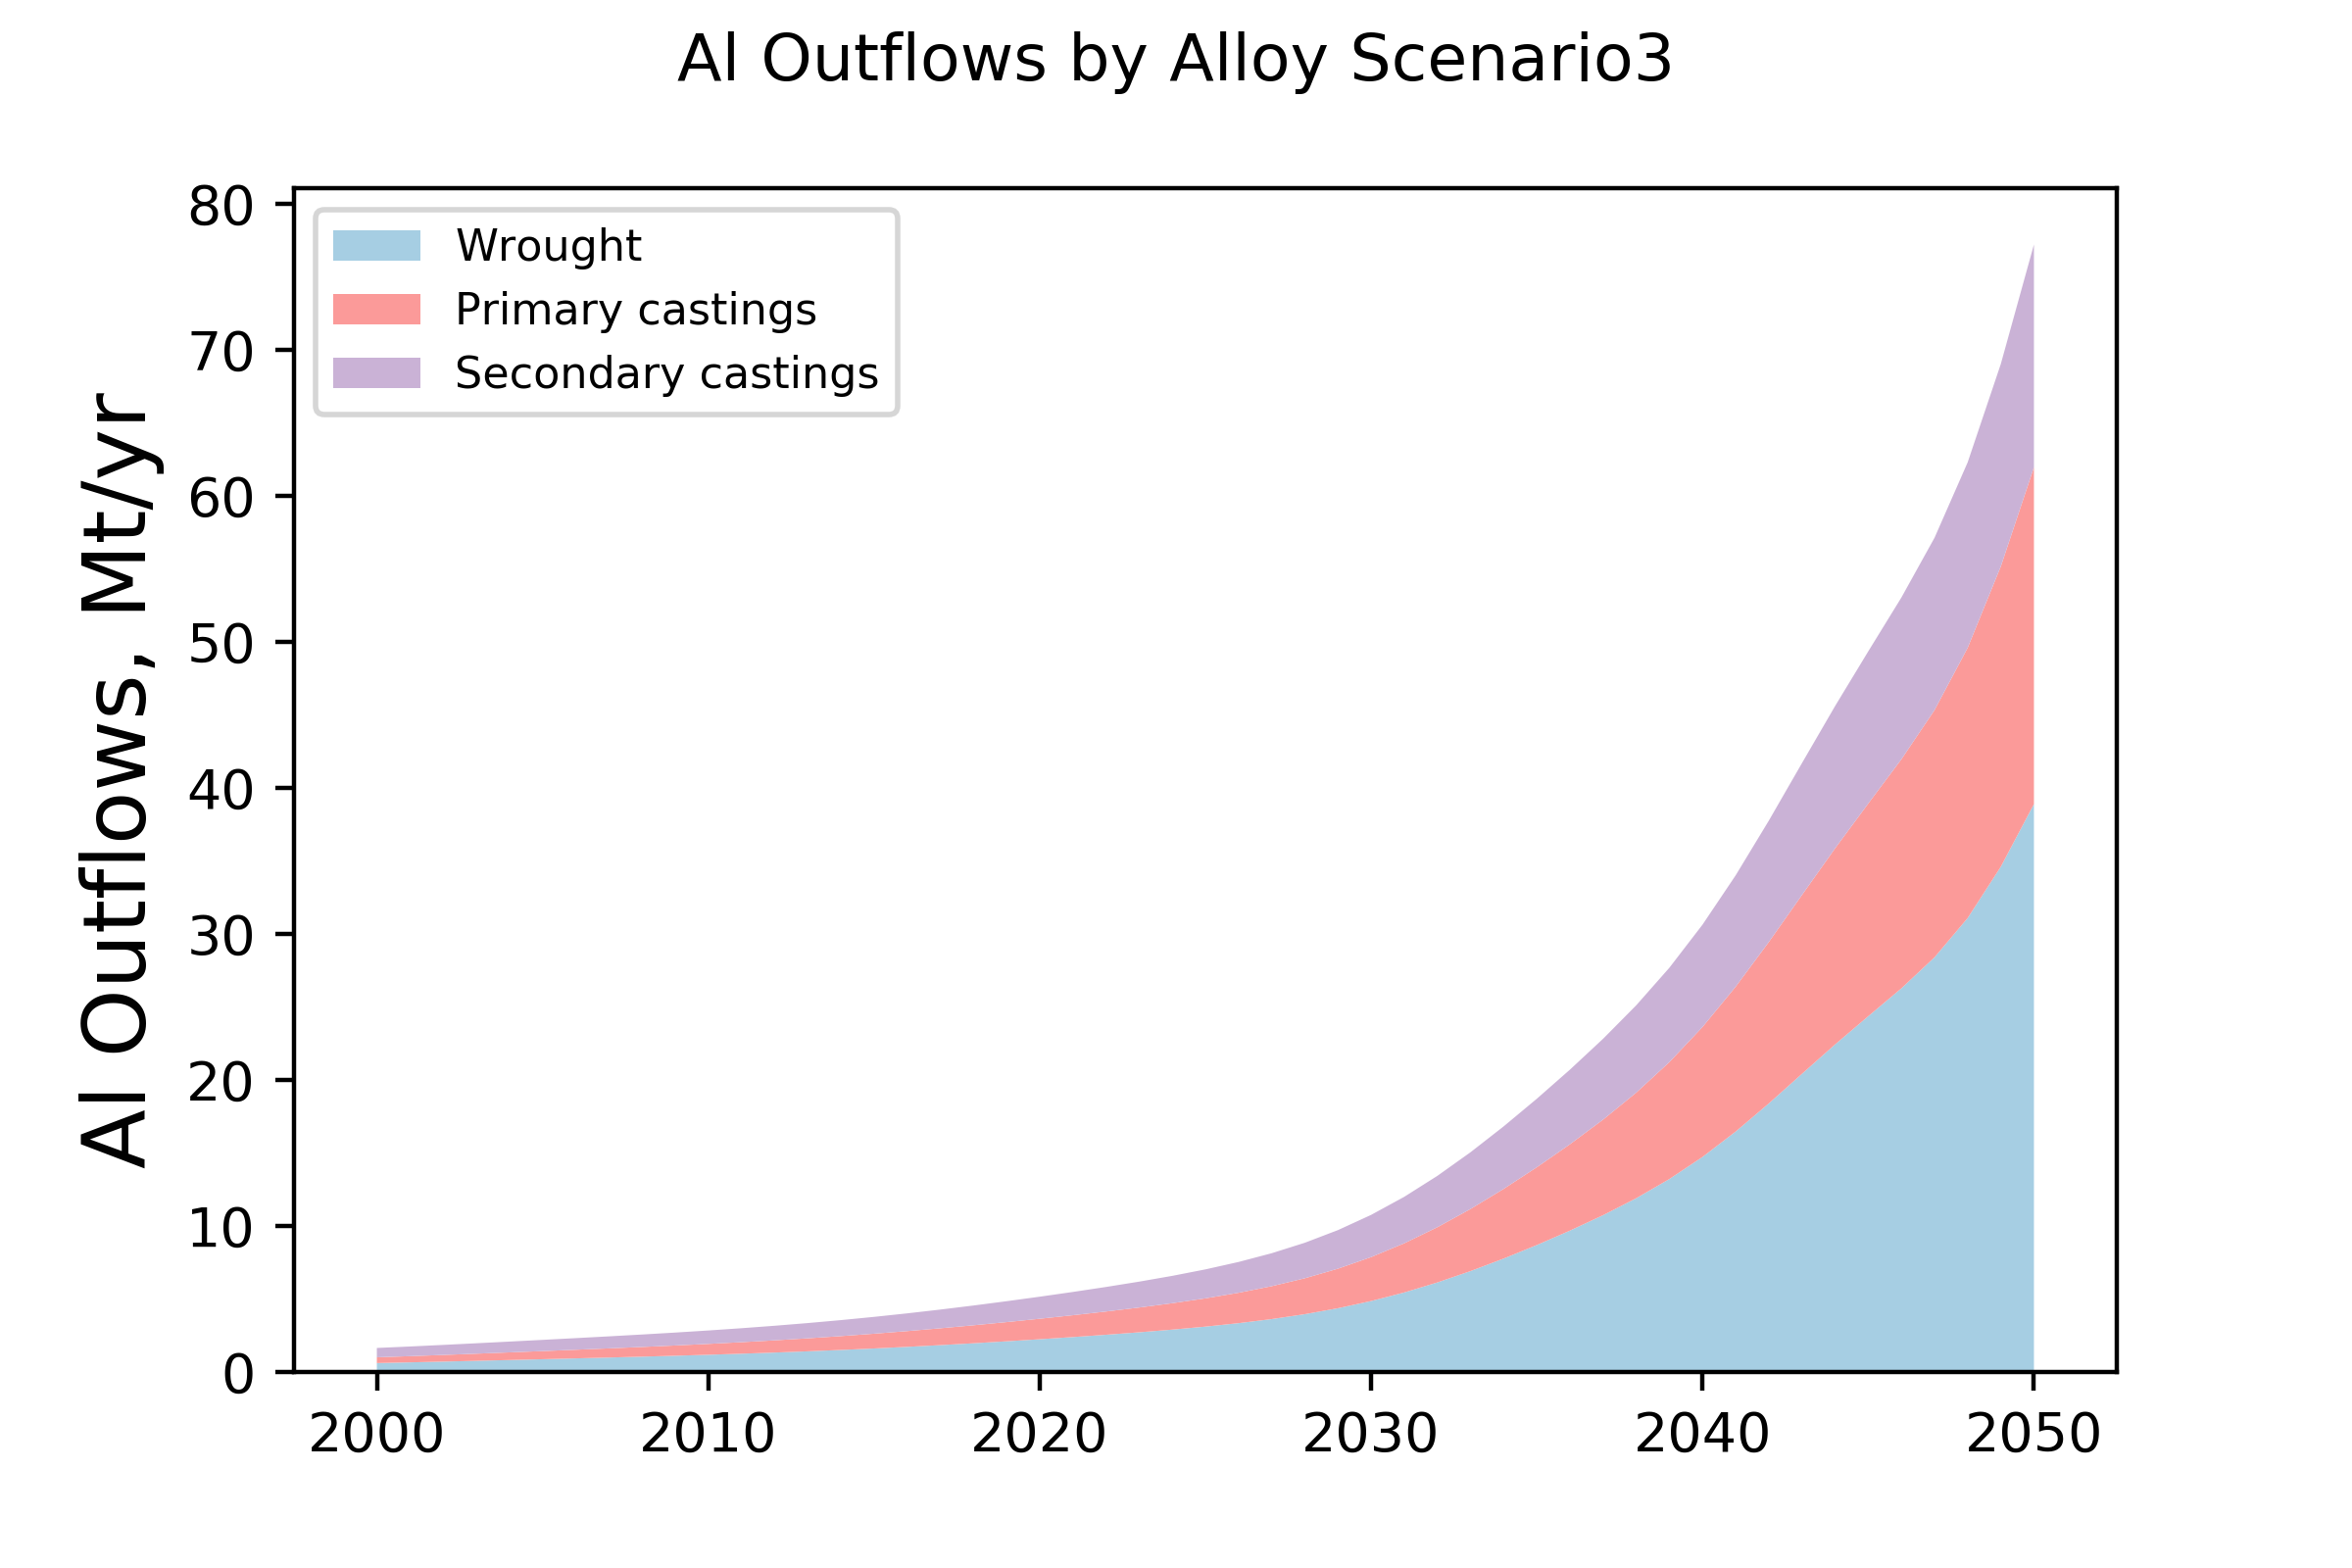 Al Outflows by Alloy Scenario3
Al Outflows, Mt/yr
80
70
60
50
40
30
20
10
0
Wrought
Primary castings
Secondary castings
2000 2010 2020 2030 2040 2050